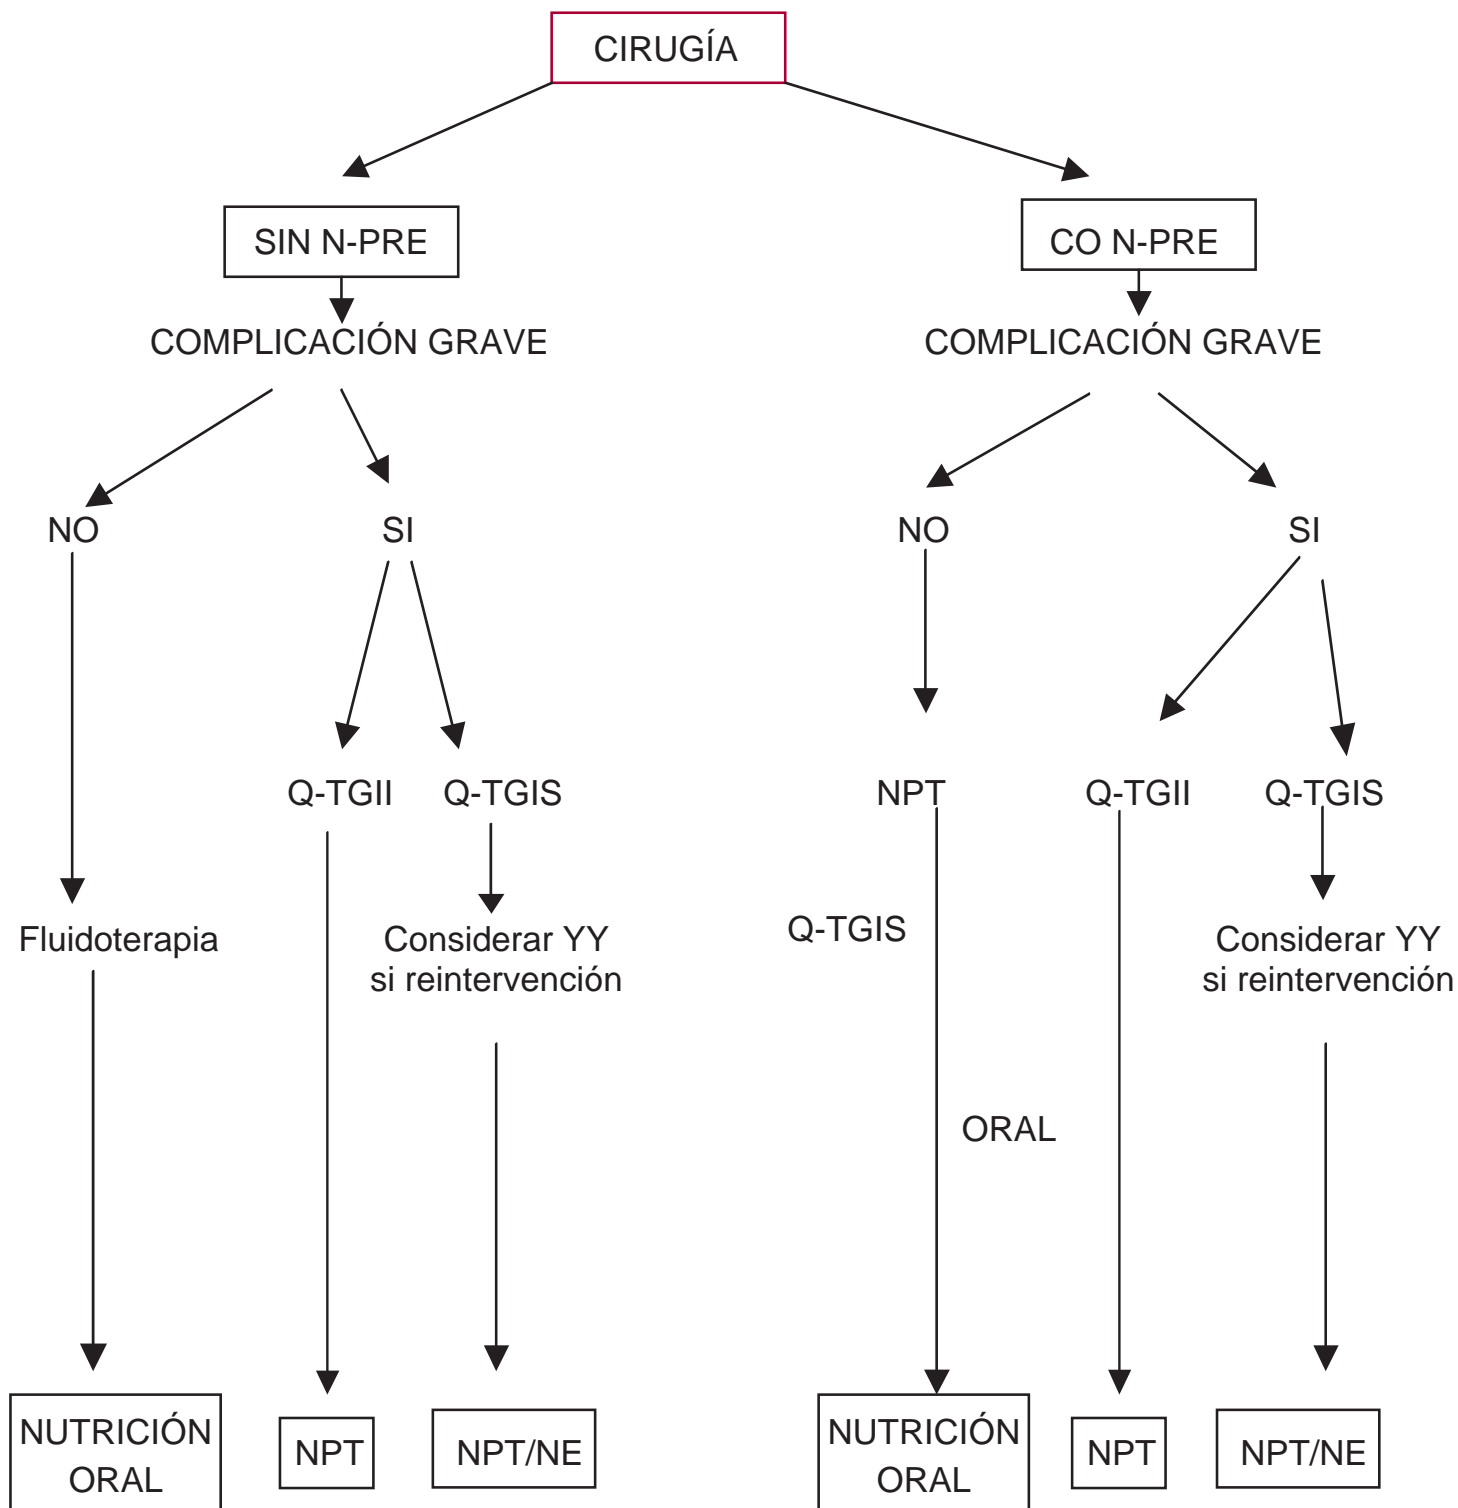 CIRUGÍA
SIN N-PRE
CO N-PRE
COMPLICACIÓN GRAVE
COMPLICACIÓN GRAVE
NO
SI
NO
SI
Q-TGII
Q-TGIS
NPT
Q-TGII
Q-TGIS
Fluidoterapia
Considerar YY
si reintervención
Q-TGIS
Considerar YY
si reintervención
ORAL
NUTRICIÓN
ORAL
NPT
NPT/NE
NUTRICIÓN
ORAL
NPT
NPT/NE